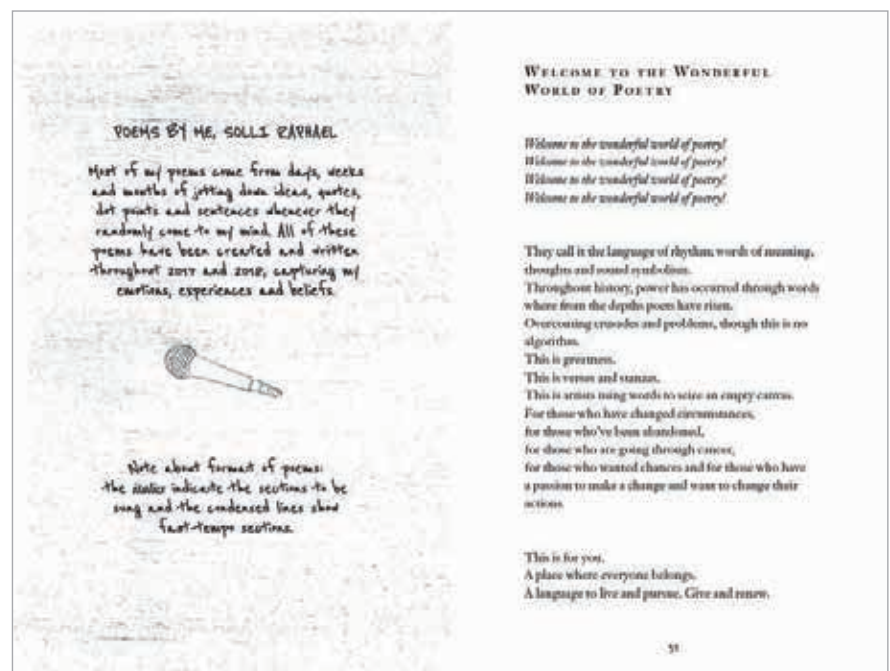 POEMS BY ME, SOLLI RAPHAEL
Most of my poems come from days, weeks
and months of jotting down ideas, quotes,
dot points and sentences whenever they
randomly come to my mind. All of these
poems have been created and written
throughout 2017 and 2018, capturing my
emotions, experiences and beliefs.
Note about format of poems:
the italics indicate the sections to be
sung and the condensed lines show
fast-tempo sections.
WELCOME TO THE WONDERFUL
WORLD OF POETRY
Welcome to the wonderful world of poetry!
Welcome to the wonderful world of poetry!
Welcome to the wonderful world of poetry!
Welcome to the wonderful world of poetry!
They call it the language of rhythm, words of meaning,
thoughts and sound symbolism.
Throughout history, power has occurred through words
where from the depths poets have risen.
Overcoming crusades and problems, though this is no
algorithm.
This is greatness.
This is verses and stanzas.
This is artists using words to seize an empty canvas.
For those who have changed circumstances,
for those who've been abandoned,
for those who are going through cancer,
for those who wanted chances and for those who have
a passion to make a change and want to change their
actions.
This is for you.
A place where everyone belongs.
A language to live and pursue. Give and renew.